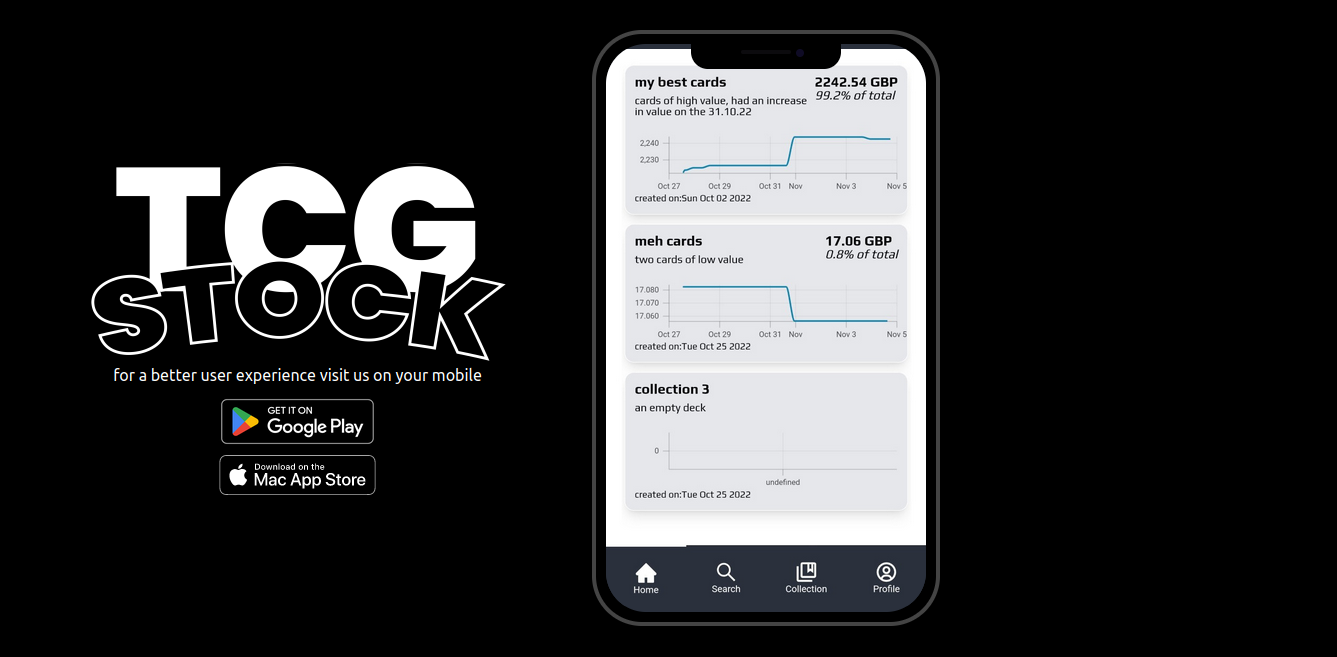 TCG
STOCK
for a better user experience visit us on your mobile
GET IT ON
Google Play
Download on the
Mac App Store
my best cards
2242.54 GBP
cards of high value, had an increase
99.2% of total
in value on the 31.10.22
2,240
2,230
Oct 27 Oct 29 Oct 31 Nov Nov 3 Nov 5
created on:Sun Oct 02 2022
meh cards
17.06 GBP
two cards of low value
0.8% of total
17.080
17.070
17.060
Oct 27 Oct 29 Oct 31 Nov Nov 3 Nov 5
created on:Tue Oct 25 2022
collection 3
an empty deck
0
undefined
created on:Tue Oct 25 2022
Home Search Collection Profile